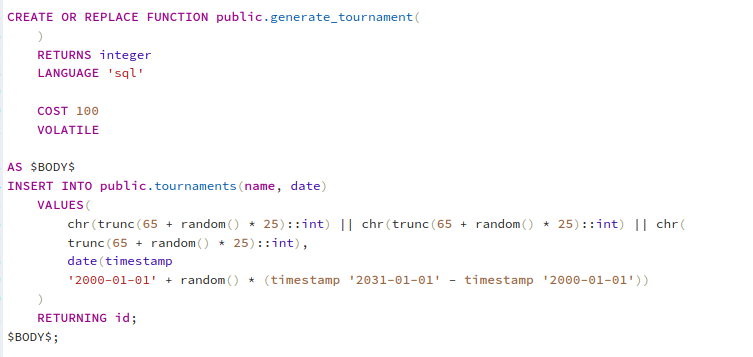 CREATE OR REPLACE FUNCTION public.generate_tournament(
    )
    RETURNS integer
    LANGUAGE 'sql'

    COST 100
    VOLATILE

AS $BODY$
INSERT INTO public.tournaments(name, date)
    VALUES(
        chr(trunc(65 + random() * 25)::int) || chr(trunc(65 + random() * 25)::int) || chr(
        trunc(65 + random() * 25)::int),
        date(timestamp
        '2000-01-01' + random() * (timestamp '2031-01-01' - timestamp '2000-01-01'))
    )
    RETURNING id;
$BODY$;